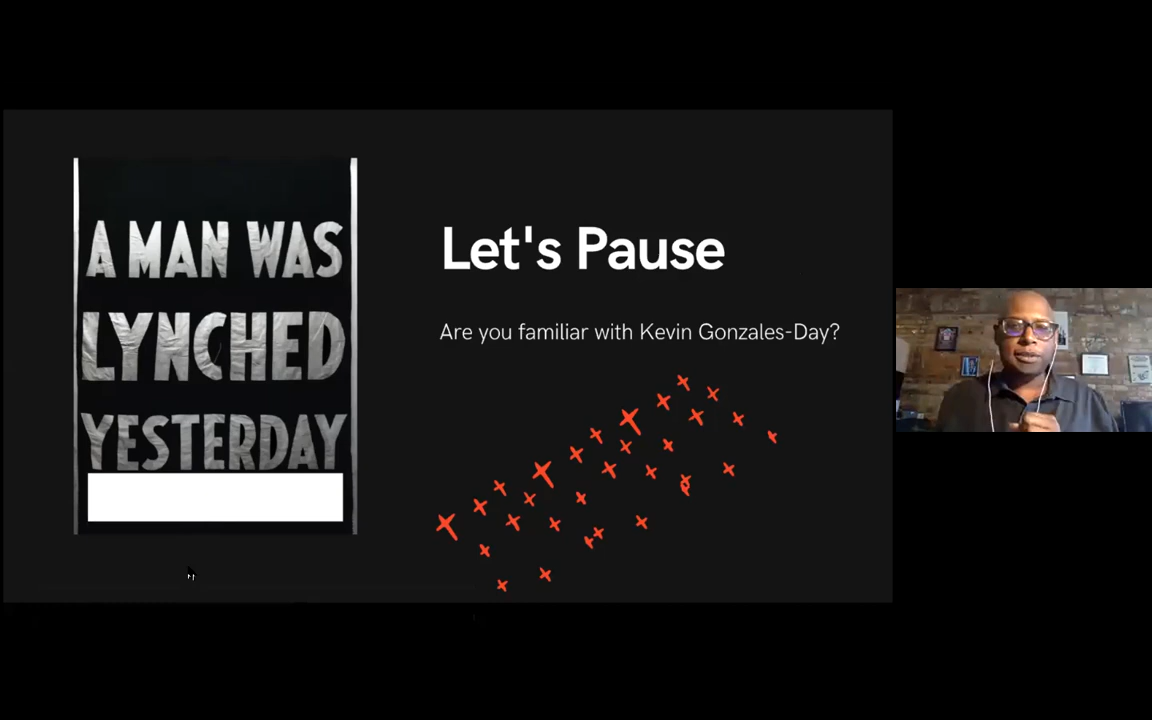 A MAN WAS
LYNCHED
YESTERDAY
Let's Pause
Are you familiar with Kevin Gonzales-Day?